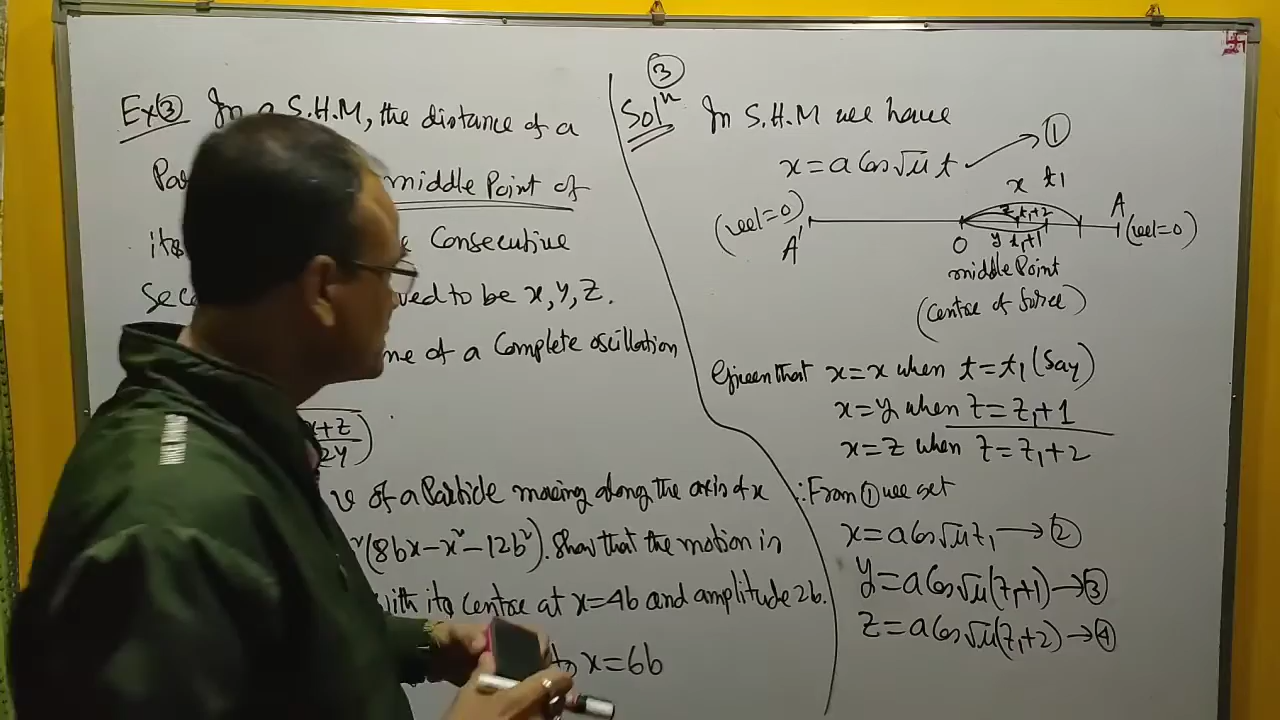 Ex③ In a S.H.M, the distance of a
middle Point of
its Consecutive
Sec ved to be x, y, z.
me of a Complete oscillation
x+z
2y
v of a Particle moving along the axis of x
(8bx-x²-12b²). Show that the motion is
with its centre at x=4b and amplitude 2b.
x=6b
③
Solⁿ In S.H.M we have
x=a Cos√μ t → ①
x t1
z t1+2
y t1+1
(vel=0)
A'
O
A
(vel=0)
middle Point
(Centre of force)
Given that x=x when t=t1 (Say)
x=y when t=t1+1
x=z when t=t1+2
∴ From ① we get
x=a Cos√μ t1 → ②
y=a Cos√μ(t1+1) → ③
z=a Cos√μ(t1+2) → ④